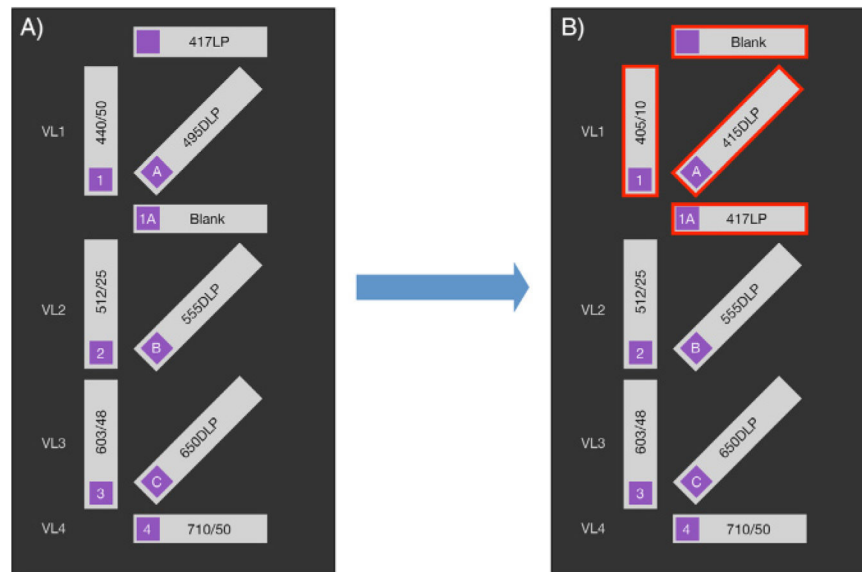 A)
417LP
VL1
440/50
1
495DLP
A
1A
Blank
VL2
512/25
2
555DLP
B
VL3
603/48
3
650DLP
C
VL4
4
710/50
B)
Blank
VL1
405/10
1
415DLP
A
1A
417LP
VL2
512/25
2
555DLP
B
VL3
603/48
3
650DLP
C
VL4
4
710/50